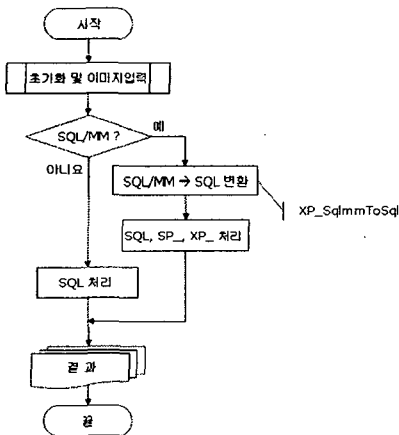 시작
초기화 및 이미지입력
SQL/MM ?
예
아니요
SQL/MM → SQL 변환
XP_SqlmmToSql
SQL, SP_, XP_ 처리
SQL 처리
결 과
끝